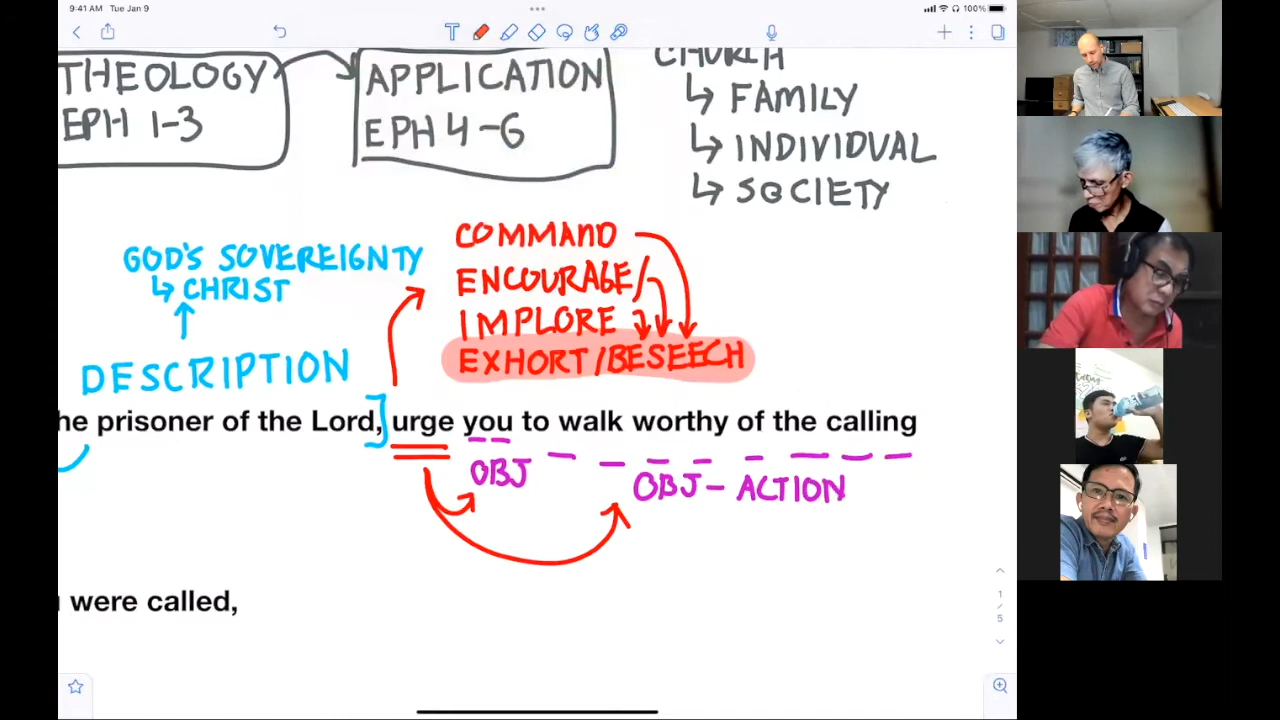 9:41 AM Tue Jan 9
100%
THEOLOGY
EPH 1-3
APPLICATION
EPH 4-6
CHURCH
↳ FAMILY
↳ INDIVIDUAL
↳ SOCIETY
GOD'S SOVEREIGNTY
↳ CHRIST
DESCRIPTION
COMMAND
ENCOURAGE/
IMPLORE
EXHORT/BESEECH
he prisoner of the Lord, urge you to walk worthy of the calling
OBJ
OBJ - ACTION
were called,
1
/
5